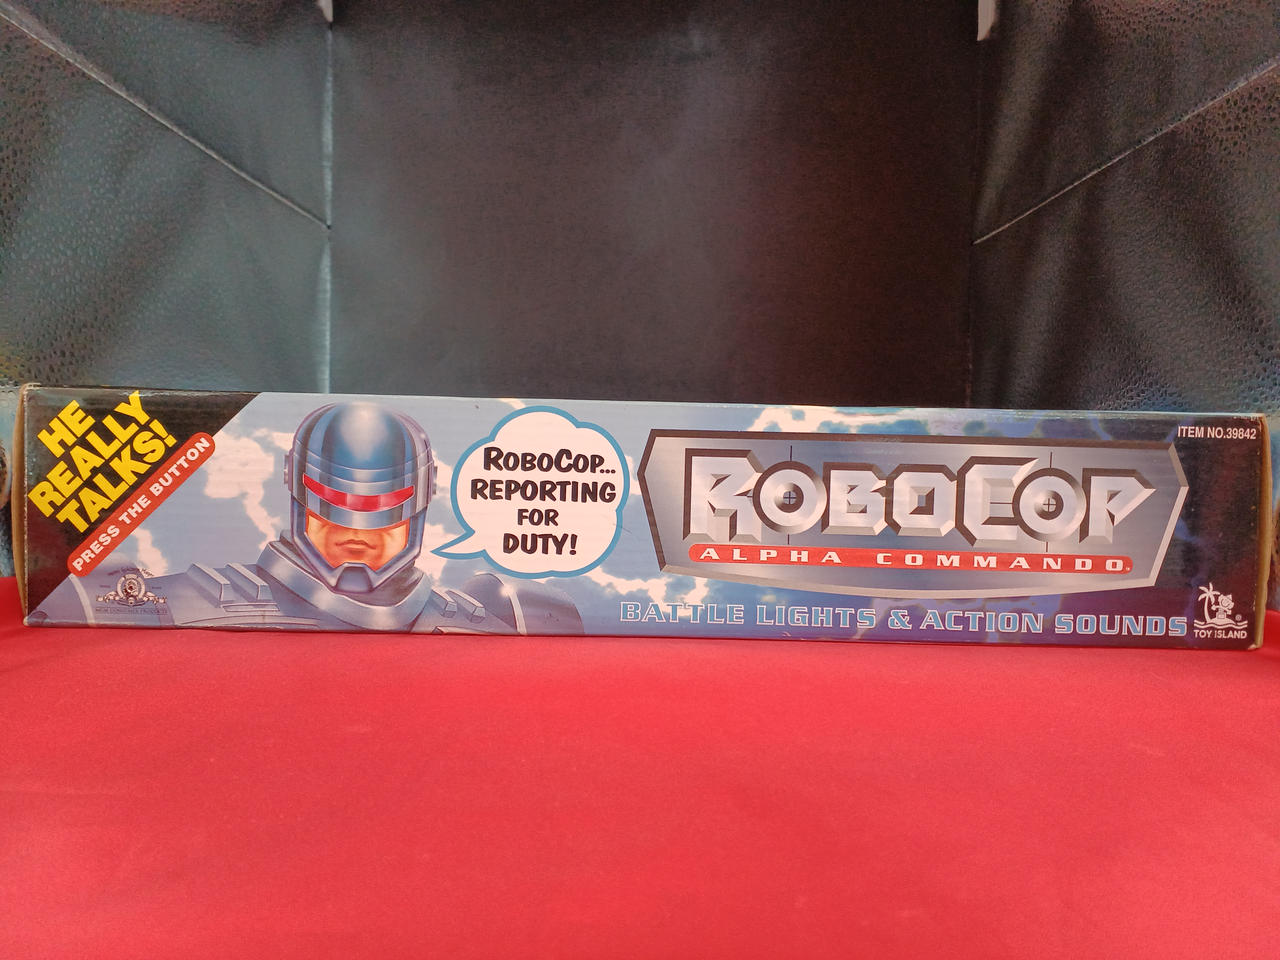 HE
REALLY
TALKS!
PRESS THE BUTTON
ROBOCOP...
REPORTING
FOR
DUTY!
ROBOCOP
ALPHA COMMANDO
BATTLE LIGHTS & ACTION SOUNDS
ITEM NO.39842
TOY ISLAND